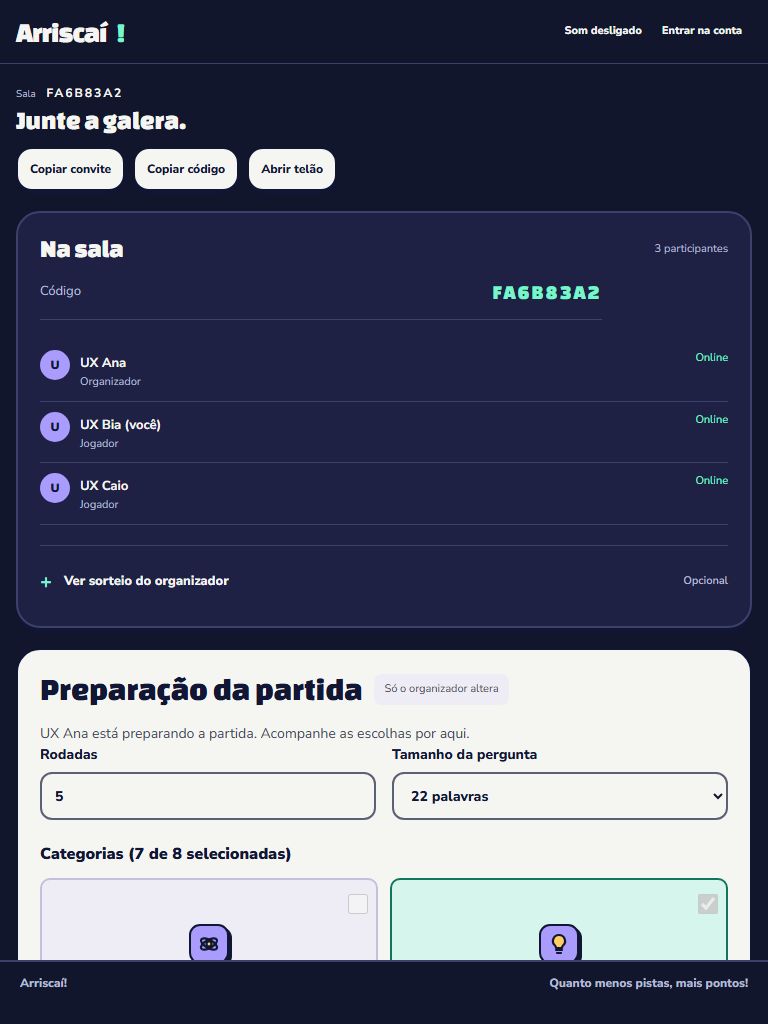 Arriscaí !
Som desligado Entrar na conta
Sala FA6B83A2
Junte a galera.
Copiar convite Copiar código Abrir telão
Na sala 3 participantes
Código FA6B83A2
U UX Ana Online
Organizador
U UX Bia (você) Online
Jogador
U UX Caio Online
Jogador
+ Ver sorteio do organizador Opcional
Preparação da partida Só o organizador altera
UX Ana está preparando a partida. Acompanhe as escolhas por aqui.
Rodadas Tamanho da pergunta
5 22 palavras
Categorias (7 de 8 selecionadas)
Arriscaí! Quanto menos pistas, mais pontos!